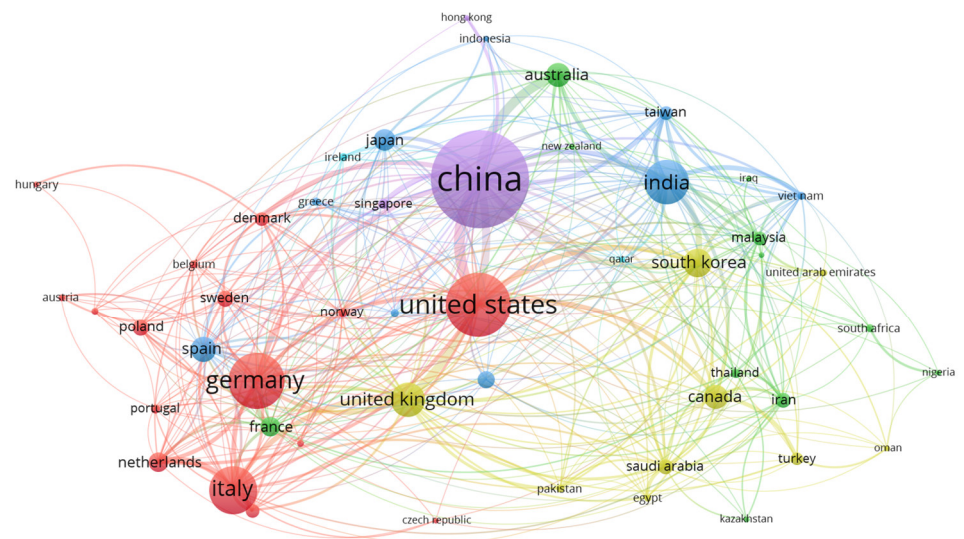 hong kong
indonesia
australia
taiwan
japan
new zealand
ireland
china
iraq
india
hungary
viet nam
greece
singapore
denmark
malaysia
qatar
south korea
belgium
united arab emirates
austria
sweden
united states
norway
poland
south africa
spain
thailand
nigeria
germany
canada
united kingdom
iran
portugal
france
oman
netherlands
turkey
saudi arabia
italy
pakistan
egypt
czech republic
kazakhstan